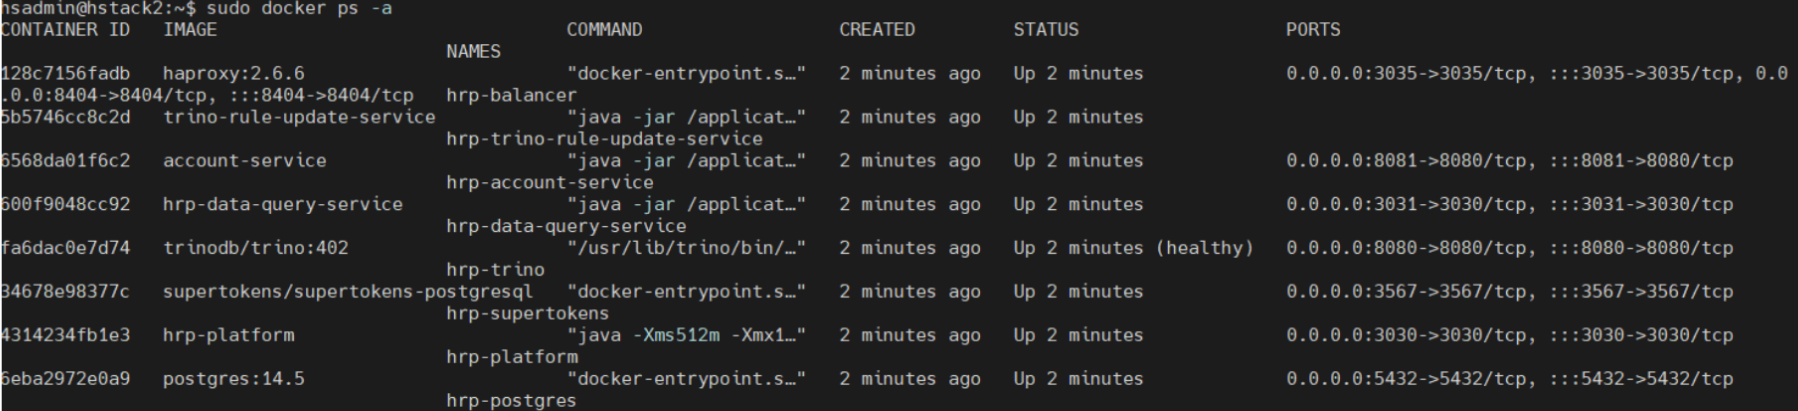 hsadmin@hstack2:~$ sudo docker ps -a
CONTAINER ID   IMAGE                                COMMAND                  CREATED         STATUS                   PORTS
                                         NAMES
128c7156fadb   haproxy:2.6.6                        "docker-entrypoint.s…"   2 minutes ago   Up 2 minutes             0.0.0.0:3035->3035/tcp, :::3035->3035/tcp, 0.0
.0.0:8404->8404/tcp, :::8404->8404/tcp   hrp-balancer
5b5746cc8c2d   trino-rule-update-service            "java -jar /applicat…"   2 minutes ago   Up 2 minutes
                                         hrp-trino-rule-update-service
6568da01f6c2   account-service                      "java -jar /applicat…"   2 minutes ago   Up 2 minutes             0.0.0.0:8081->8080/tcp, :::8081->8080/tcp
                                         hrp-account-service
600f9048cc92   hrp-data-query-service               "java -jar /applicat…"   2 minutes ago   Up 2 minutes             0.0.0.0:3031->3030/tcp, :::3031->3030/tcp
                                         hrp-data-query-service
fa6dac0e7d74   trinodb/trino:402                    "/usr/lib/trino/bin/…"   2 minutes ago   Up 2 minutes (healthy)   0.0.0.0:8080->8080/tcp, :::8080->8080/tcp
                                         hrp-trino
34678e98377c   supertokens/supertokens-postgresql   "docker-entrypoint.s…"   2 minutes ago   Up 2 minutes             0.0.0.0:3567->3567/tcp, :::3567->3567/tcp
                                         hrp-supertokens
4314234fb1e3   hrp-platform                         "java -Xms512m -Xmx1…"   2 minutes ago   Up 2 minutes             0.0.0.0:3030->3030/tcp, :::3030->3030/tcp
                                         hrp-platform
6eba2972e0a9   postgres:14.5                        "docker-entrypoint.s…"   2 minutes ago   Up 2 minutes             0.0.0.0:5432->5432/tcp, :::5432->5432/tcp
                                         hrp-postgres